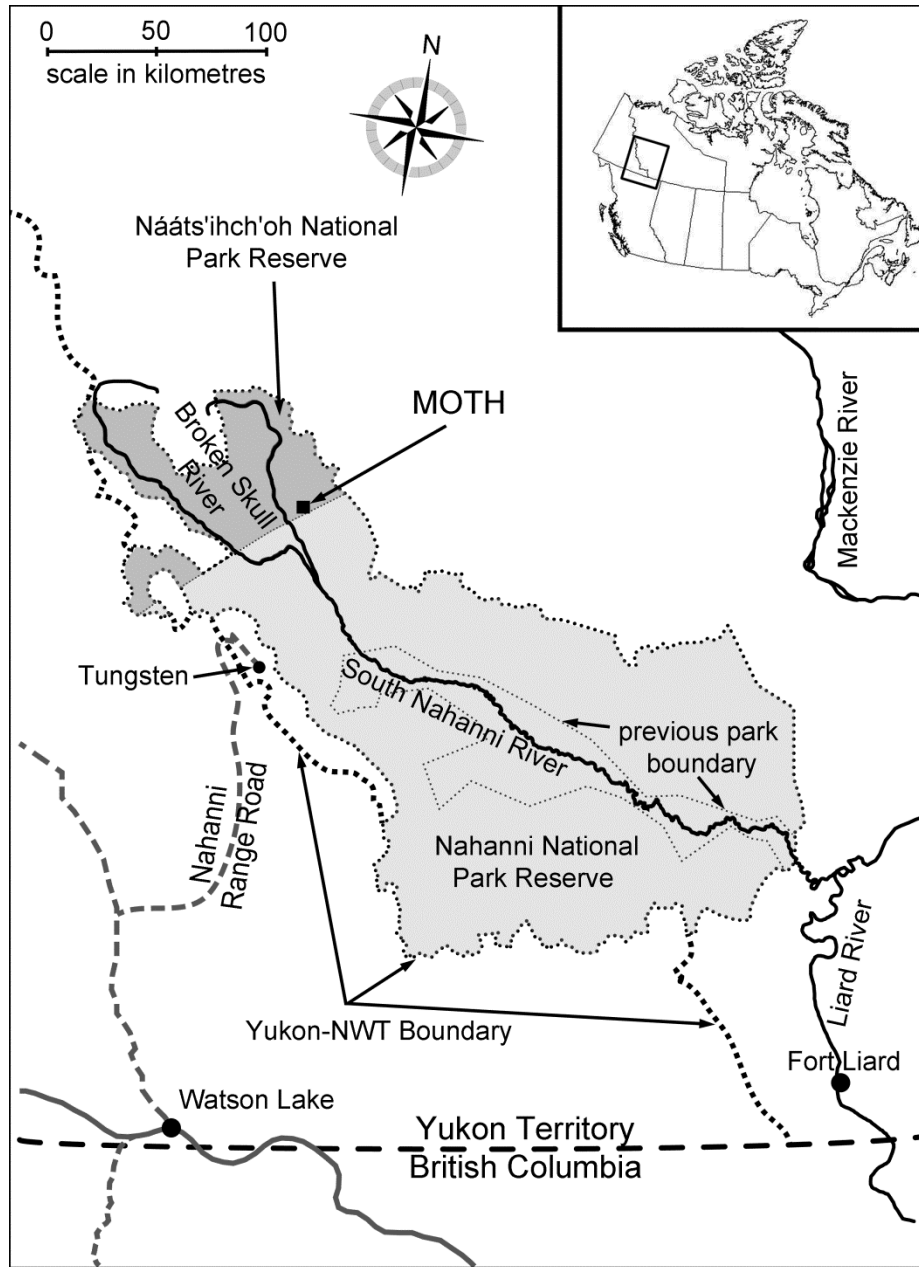 0 50 100
scale in kilometres
N
Nááts'ihch'oh National
Park Reserve
MOTH
Broken Skull
River
Mackenzie River
Tungsten
South Nahanni River
previous park
boundary
Nahanni
Range Road
Nahanni National
Park Reserve
Liard River
Yukon-NWT Boundary
Fort Liard
Watson Lake
Yukon Territory
British Columbia